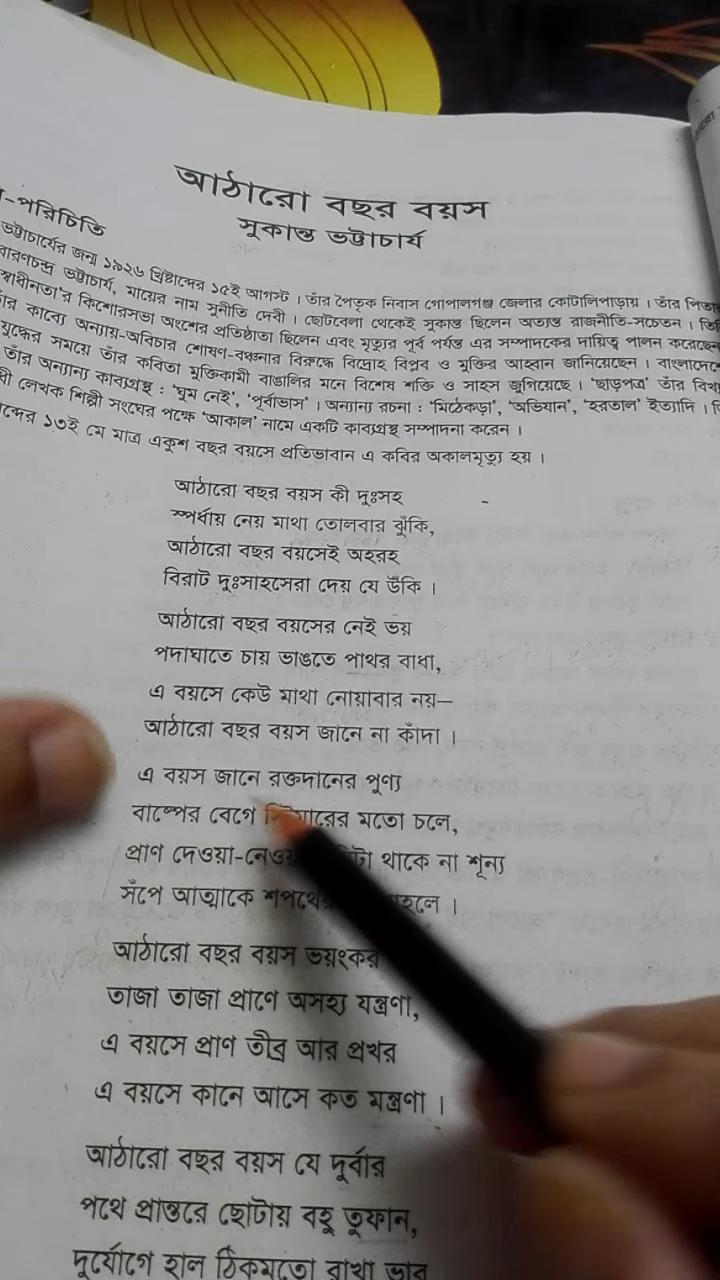 আঠারো বছর বয়স
সুকান্ত ভট্টাচার্য
-পরিচিতি
ভট্টাচার্যের জন্ম ১৯২৬ খ্রিষ্টাব্দের ১৫ই আগস্ট । তাঁর পৈতৃক নিবাস গোপালগঞ্জ জেলার কোটালিপাড়ায় । তাঁর
ভট্টাচার্য, মায়ের নাম সুনীতি দেবী । ছোটবেলা থেকেই সুকান্ত ছিলেন অত্যন্ত রাজনীতি-সচেতন ।
স্বাধীনতা'র কিশোরসভা অংশের প্রতিষ্ঠাতা ছিলেন এবং মৃত্যুর পূর্ব পর্যন্ত এর সম্পাদকের দায়িত্ব পালন করেছেন
কাব্যে অন্যায়-অবিচার শোষণ-বঞ্চনার বিরুদ্ধে বিদ্রোহ বিপ্লব ও মুক্তির আহ্বান জানিয়েছেন ।
যুদ্ধের সময়ে তাঁর কবিতা মুক্তিকামী বাঙালির মনে বিশেষ শক্তি ও সাহস জুগিয়েছে । 'ছাড়পত্র' তাঁর
তাঁর অন্যান্য কাব্যগ্রন্থ : 'ঘুম নেই', 'পূর্বাভাস' । অন্যান্য রচনা : 'মিঠেকড়া', 'অভিযান', 'হরতাল' ইত্যাদি ।
লেখক শিল্পী সংঘের পক্ষে 'আকাল' নামে একটি কাব্যগ্রন্থ সম্পাদনা করেন ।
১৩ই মে মাত্র একুশ বছর বয়সে প্রতিভাবান এ কবির অকালমৃত্যু হয় ।
আঠারো বছর বয়স কী দুঃসহ
স্পর্ধায় নেয় মাথা তোলবার ঝুঁকি,
আঠারো বছর বয়সেই অহরহ
বিরাট দুঃসাহসেরা দেয় যে উঁকি ।
আঠারো বছর বয়সের নেই ভয়
পদাঘাতে চায় ভাঙতে পাথর বাধা,
এ বয়সে কেউ মাথা নোয়াবার নয়—
আঠারো বছর বয়স জানে না কাঁদা ।
এ বয়স জানে রক্তদানের পুণ্য
বাষ্পের বেগে মতো চলে,
প্রাণ দেওয়া-নেওয়া থাকে না শূন্য
সঁপে আত্মাকে শপথের
আঠারো বছর বয়স ভয়ংকর
তাজা তাজা প্রাণে অসহ্য যন্ত্রণা,
এ বয়সে প্রাণ তীব্র আর প্রখর
এ বয়সে কানে আসে কত মন্ত্রণা ।
আঠারো বছর বয়স যে দুর্বার
পথে প্রান্তরে ছোটায় বহু তুফান,
দুর্যোগে হাল ঠিকমতো রাখা ভার